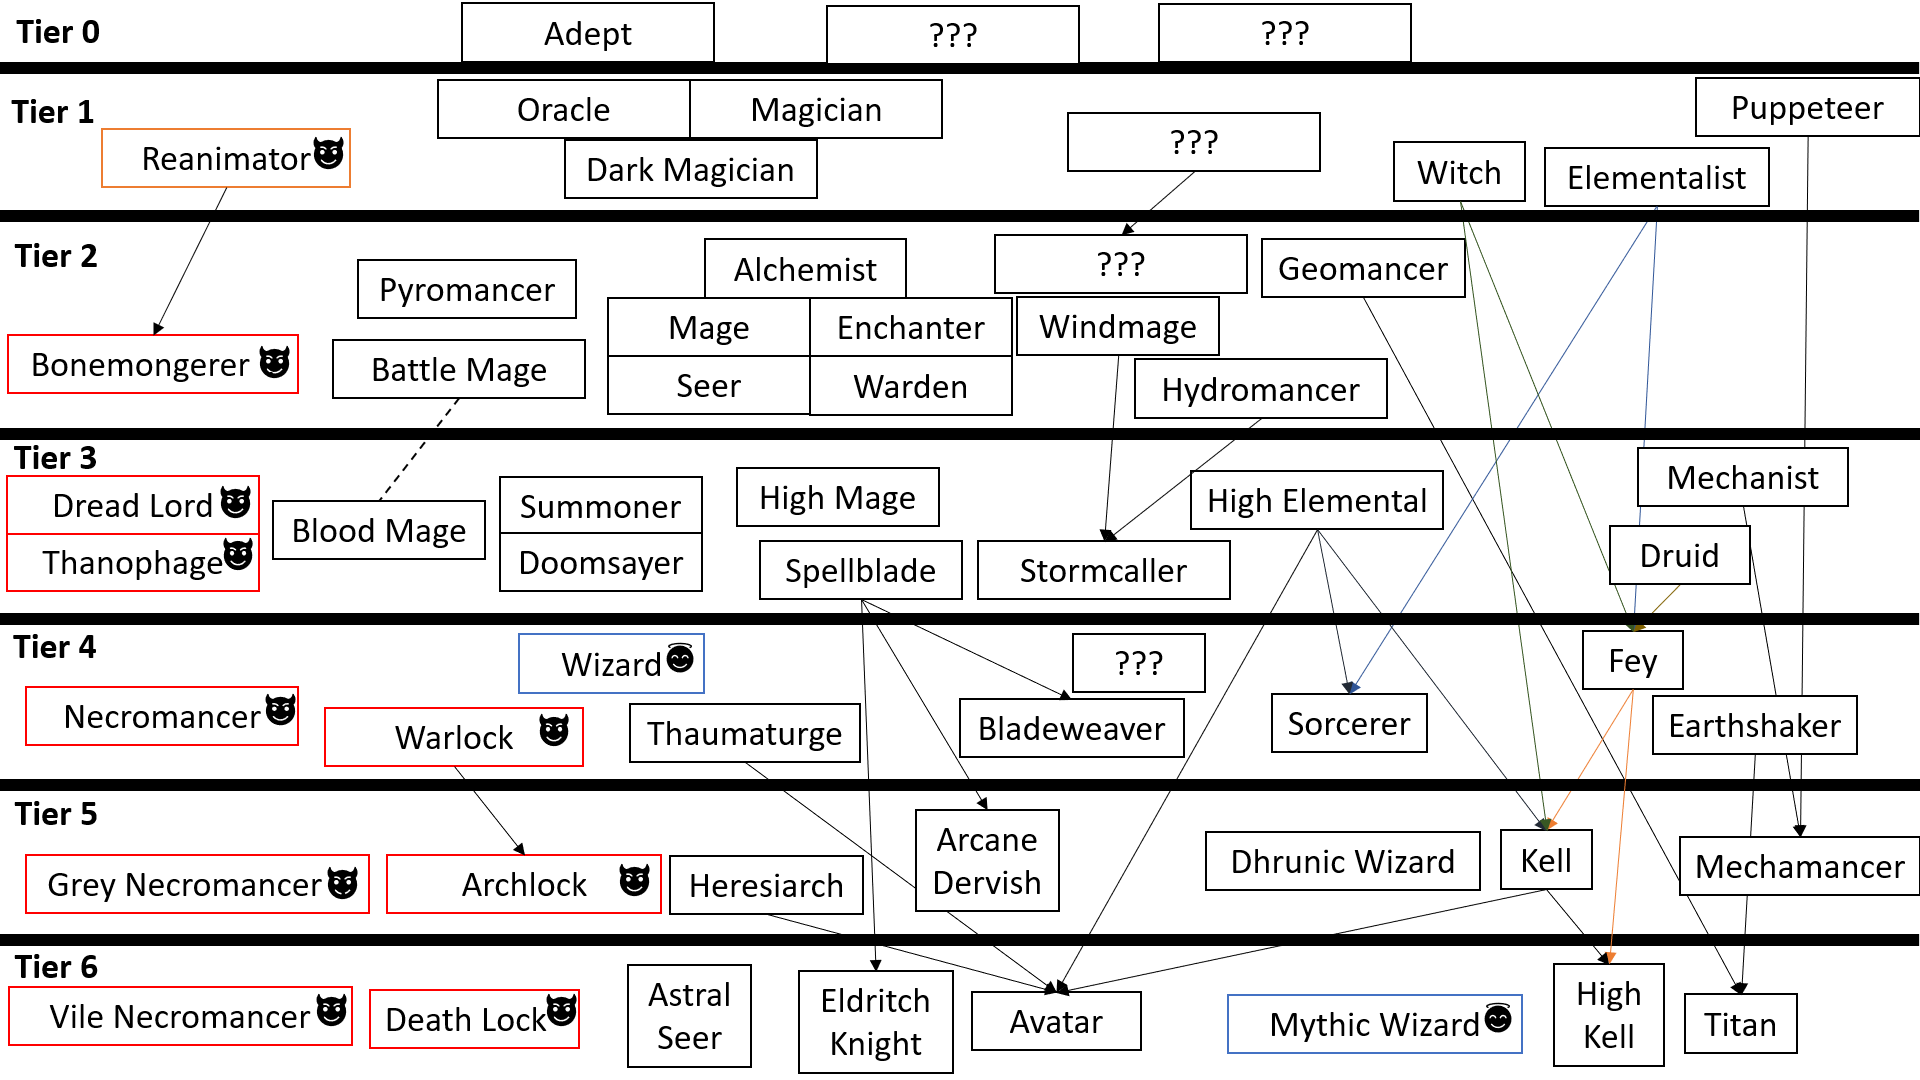 Tier 0
Adept
???
???
Tier 1
Oracle
Magician
Puppeteer
Reanimator
Dark Magician
???
Witch
Elementalist
Tier 2
Alchemist
???
Geomancer
Pyromancer
Mage
Enchanter
Windmage
Bonemongerer
Battle Mage
Seer
Warden
Hydromancer
Tier 3
Dread Lord
Summoner
High Mage
High Elemental
Mechanist
Thanophage
Blood Mage
Doomsayer
Spellblade
Stormcaller
Druid
Tier 4
Wizard
???
Fey
Necromancer
Warlock
Thaumaturge
Bladeweaver
Sorcerer
Earthshaker
Tier 5
Grey Necromancer
Archlock
Heresiarch
Arcane
Dervish
Dhrunic Wizard
Kell
Mechamancer
Tier 6
Vile Necromancer
Death Lock
Astral
Seer
Eldritch
Knight
Avatar
Mythic Wizard
High
Kell
Titan